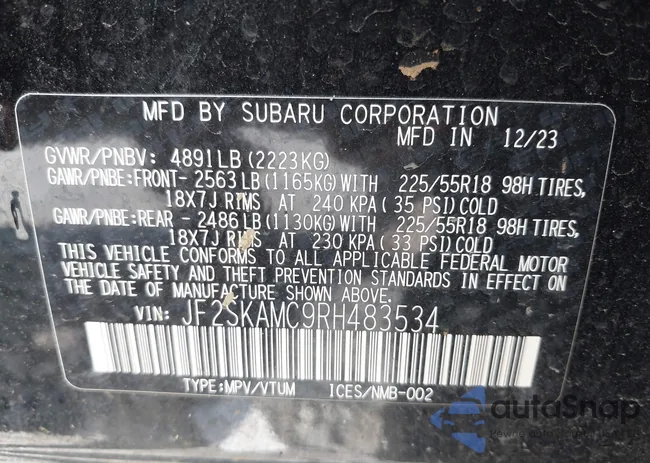 MFD BY SUBARU CORPORATION
MFD IN 12/23
GVWR/PNBV: 4891LB (2223KG)
GAWR/PNBE:FRONT- 2563LB (1165KG) WITH 225/55R18 98H TIRES,
18X7J RIMS AT 240 KPA ( 35 PSI) COLD
GAWR/PNBE:REAR - 2486LB (1130KG) WITH 225/55R18 98H TIRES,
18X7J RIMS AT 230 KPA ( 33 PSI) COLD
THIS VEHICLE CONFORMS TO ALL APPLICABLE FEDERAL MOTOR
VEHICLE SAFETY AND THEFT PREVENTION STANDARDS IN EFFECT ON
THE DATE OF MANUFACTURE SHOWN ABOVE.
VIN: JF2SKAMC9RH483534
TYPE:MPV/VTUM ICES/NMB-002
autoSnap